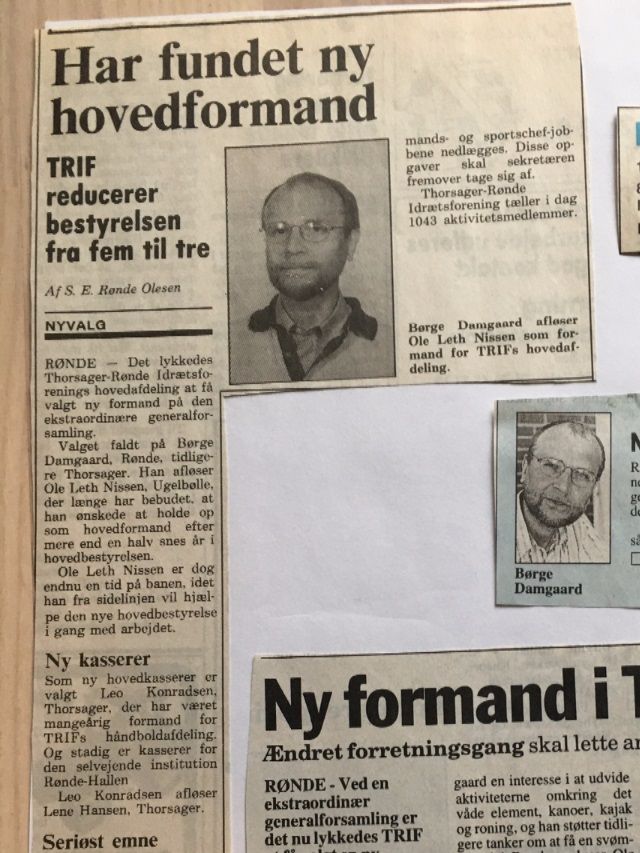 Har fundet ny
hovedformand
TRIF
reducerer
bestyrelsen
fra fem til tre
Af S. E. Rønde Olesen
NYVALG
RØNDE — Det lykkedes
Thorsager-Rønde Idrætsfo-
renings hovedafdeling at få
valgt ny formand på den
ekstraordinære generalfor-
samling.
Valget faldt på Børge
Damgaard, Rønde, tidlige-
re Thorsager. Han afløser
Ole Leth Nissen, Ugelbølle,
der længe har bebudet, at
han ønskede at holde op
som hovedformand efter
mere end en halv snes år i
hovedbestyrelsen.
Ole Leth Nissen er dog
endnu en tid på banen, idet
han fra sidelinjen vil hjæl-
pe den nye hovedbestyrelse
i gang med arbejdet.
Ny kasserer
Som ny hovedkasserer er
valgt Leo Konradsen,
Thorsager, der har været
mangeårig formand for
TRIFs håndboldafdeling.
Og stadig er kasserer for
den selvejende institution
Rønde-Hallen
Leo Konradsen afløser
Lene Hansen, Thorsager.
Seriøst emne
mands- og sportschef-job-
bene nedlægges. Disse op-
gaver skal sekretæren
fremover tage sig af.
Thorsager-Rønde
Idrætsforening tæller i dag
1043 aktivitetsmedlemmer.
Børge Damgaard afløser
Ole Leth Nissen som for-
mand for TRIFs hovedaf-
deling.
Børge
Damgaard
Ny formand i T
Ændret forretningsgang skal lette ar
RØNDE - Ved en
ekstraordinær
generalforsamling er
det nu lykkedes TRIF
gaard en interesse i at udvide
aktiviteterne omkring det
våde element, kanoer, kajak
og roning, og han støtter tidli-
gere tanker om at få en svøm-